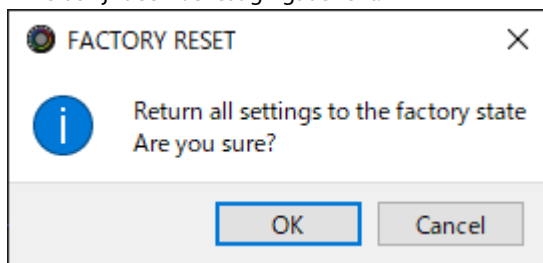 FACTORY RESET
Return all settings to the factory state
Are you sure?
OK
Cancel